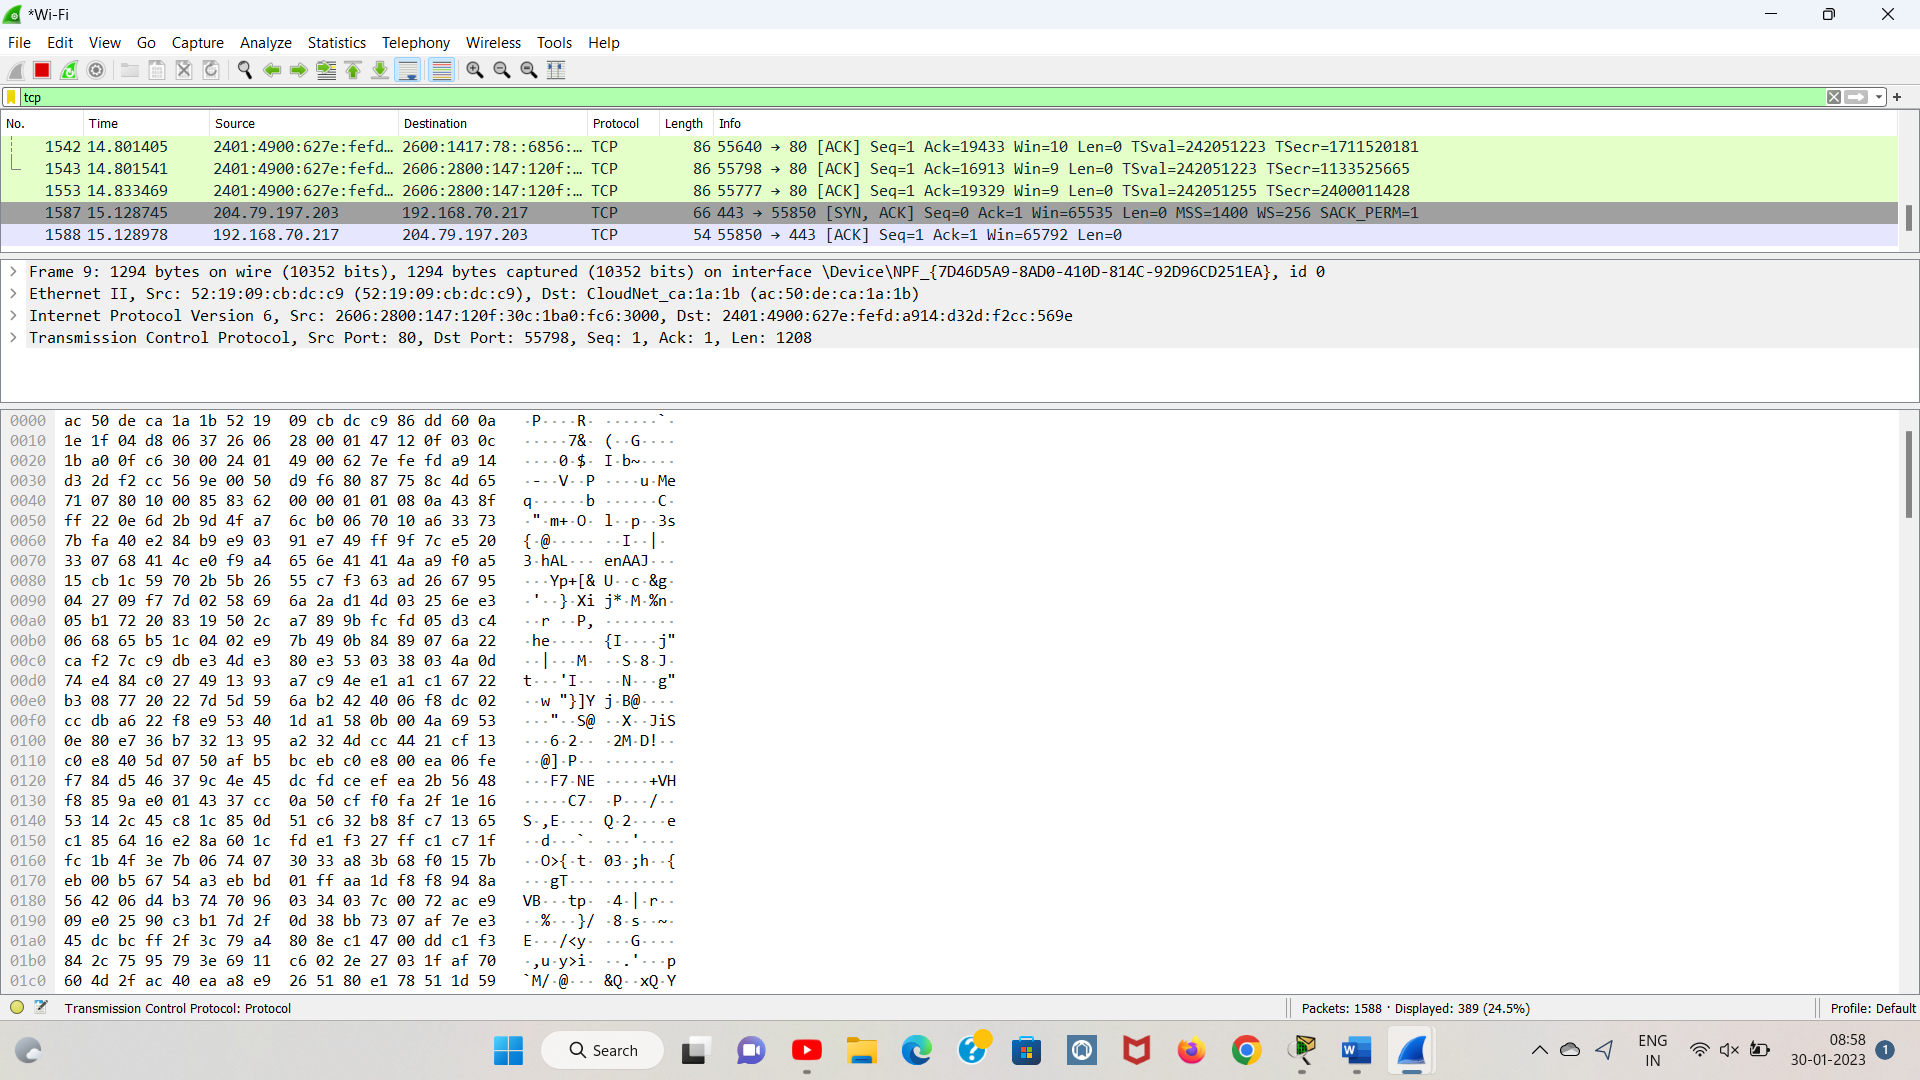 *Wi-Fi
File Edit View Go Capture Analyze Statistics Telephony Wireless Tools Help
tcp
No. Time Source Destination Protocol Length Info
1542 14.801405 2401:4900:627e:fefd… 2600:1417:78::6856:… TCP 86 55640 → 80 [ACK] Seq=1 Ack=19433 Win=10 Len=0 TSval=242051223 TSecr=1711520181
1543 14.801541 2401:4900:627e:fefd… 2606:2800:147:120f:… TCP 86 55798 → 80 [ACK] Seq=1 Ack=16913 Win=9 Len=0 TSval=242051223 TSecr=1133525665
1553 14.833469 2401:4900:627e:fefd… 2606:2800:147:120f:… TCP 86 55777 → 80 [ACK] Seq=1 Ack=19329 Win=9 Len=0 TSval=242051255 TSecr=2400011428
1587 15.128745 204.79.197.203 192.168.70.217 TCP 66 443 → 55850 [SYN, ACK] Seq=0 Ack=1 Win=65535 Len=0 MSS=1400 WS=256 SACK_PERM=1
1588 15.128978 192.168.70.217 204.79.197.203 TCP 54 55850 → 443 [ACK] Seq=1 Ack=1 Win=65792 Len=0
Frame 9: 1294 bytes on wire (10352 bits), 1294 bytes captured (10352 bits) on interface \Device\NPF_{7D46D5A9-8AD0-410D-814C-92D96CD251EA}, id 0
Ethernet II, Src: 52:19:09:cb:dc:c9 (52:19:09:cb:dc:c9), Dst: CloudNet_ca:1a:1b (ac:50:de:ca:1a:1b)
Internet Protocol Version 6, Src: 2606:2800:147:120f:30c:1ba0:fc6:3000, Dst: 2401:4900:627e:fefd:a914:d32d:f2cc:569e
Transmission Control Protocol, Src Port: 80, Dst Port: 55798, Seq: 1, Ack: 1, Len: 1208
0000 ac 50 de ca 1a 1b 52 19 09 cb dc c9 86 dd 60 0a ·P····R· ······`·
0010 1e 1f 04 d8 06 37 26 06 28 00 01 47 12 0f 03 0c ·····7&· (··G····
0020 1b a0 0f c6 30 00 24 01 49 00 62 7e fe fd a9 14 ····0·$· I·b~····
0030 d3 2d f2 cc 56 9e 00 50 d9 f6 80 87 75 8c 4d 65 ·-··V··P ····u·Me
0040 71 07 80 10 00 85 83 62 00 00 01 01 08 0a 43 8f q······b ······C·
0050 ff 22 0e 6d 2b 9d 4f a7 6c b0 06 70 10 a6 33 73 ·"·m+·O· l··p··3s
0060 7b fa 40 e2 84 b9 e9 03 91 e7 49 ff 9f 7c e5 20 {·@····· ··I··|·
0070 33 07 68 41 4c e0 f9 a4 65 6e 41 41 4a a9 f0 a5 3·hAL··· enAAJ···
0080 15 cb 1c 59 70 2b 5b 26 55 c7 f3 63 ad 26 67 95 ···Yp+[& U··c·&g·
0090 04 27 09 f7 7d 02 58 69 6a 2a d1 4d 03 25 6e e3 ·'··}·Xi j*·M·%n·
00a0 05 b1 72 20 83 19 50 2c a7 89 9b fc fd 05 d3 c4 ··r ··P, ········
00b0 06 68 65 b5 1c 04 02 e9 7b 49 0b 84 89 07 6a 22 ·he····· {I····j"
00c0 ca f2 7c c9 db e3 4d e3 80 e3 53 03 38 03 4a 0d ··|···M· ··S·8·J·
00d0 74 e4 84 c0 27 49 13 93 a7 c9 4e e1 a1 c1 67 22 t···'I·· ··N···g"
00e0 b3 08 77 20 22 7d 5d 59 6a b2 42 40 06 f8 dc 02 ··w "}]Y j·B@····
00f0 cc db a6 22 f8 e9 53 40 1d a1 58 0b 00 4a 69 53 ···"··S@ ··X··JiS
0100 0e 80 e7 36 b7 32 13 95 a2 32 4d cc 44 21 cf 13 ···6·2·· ·2M·D!··
0110 c0 e8 40 5d 07 50 af b5 bc eb c0 e8 00 ea 06 fe ··@]·P·· ········
0120 f7 84 d5 46 37 9c 4e 45 dc fd ce ef ea 2b 56 48 ···F7·NE ·····+VH
0130 f8 85 9a e0 01 43 37 cc 0a 50 cf f0 fa 2f 1e 16 ·····C7· ·P···/··
0140 53 14 2c 45 c8 1c 85 0d 51 c6 32 b8 8f c7 13 65 S·,E···· Q·2····e
0150 c1 85 64 16 e2 8a 60 1c fd e1 f3 27 ff c1 c7 1f ··d···`· ···'····
0160 fc 1b 4f 3e 7b 06 74 07 30 33 a8 3b 68 f0 15 7b ··O>{·t· 03·;h··{
0170 eb 00 b5 67 54 a3 eb bd 01 ff aa 1d f8 f8 94 8a ···gT··· ········
0180 56 42 06 d4 b3 74 70 96 03 34 03 7c 00 72 ac e9 VB···tp· ·4·|·r··
0190 09 e0 25 90 c3 b1 7d 2f 0d 38 bb 73 07 af 7e e3 ··%···}/ ·8·s··~·
01a0 45 dc bc ff 2f 3c 79 a4 80 8e c1 47 00 dd c1 f3 E···/<y· ···G····
01b0 84 2c 75 95 79 3e 69 11 c6 02 2e 27 03 1f af 70 ·,u·y>i· ··.'···p
01c0 60 4d 2f ac 40 ea a8 e9 26 51 80 e1 78 51 1d 59 `M/·@··· &Q··xQ·Y
Transmission Control Protocol: Protocol
Packets: 1588 · Displayed: 389 (24.5%)
Profile: Default
Search
ENG
IN
08:58
30-01-2023
1